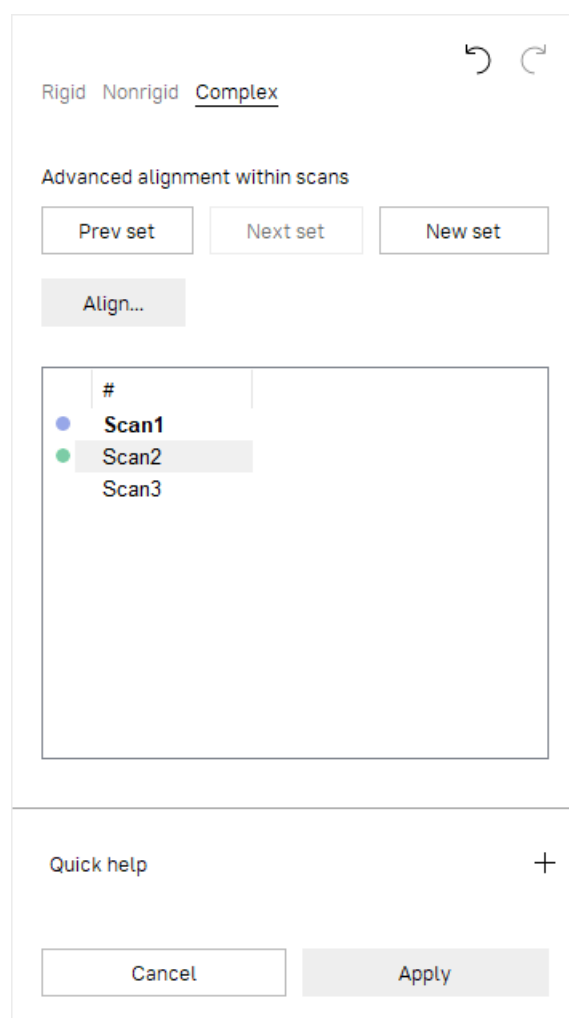 Rigid Nonrigid Complex
Advanced alignment within scans
Prev set Next set New set
Align...
#
Scan1
Scan2
Scan3
Quick help
Cancel Apply